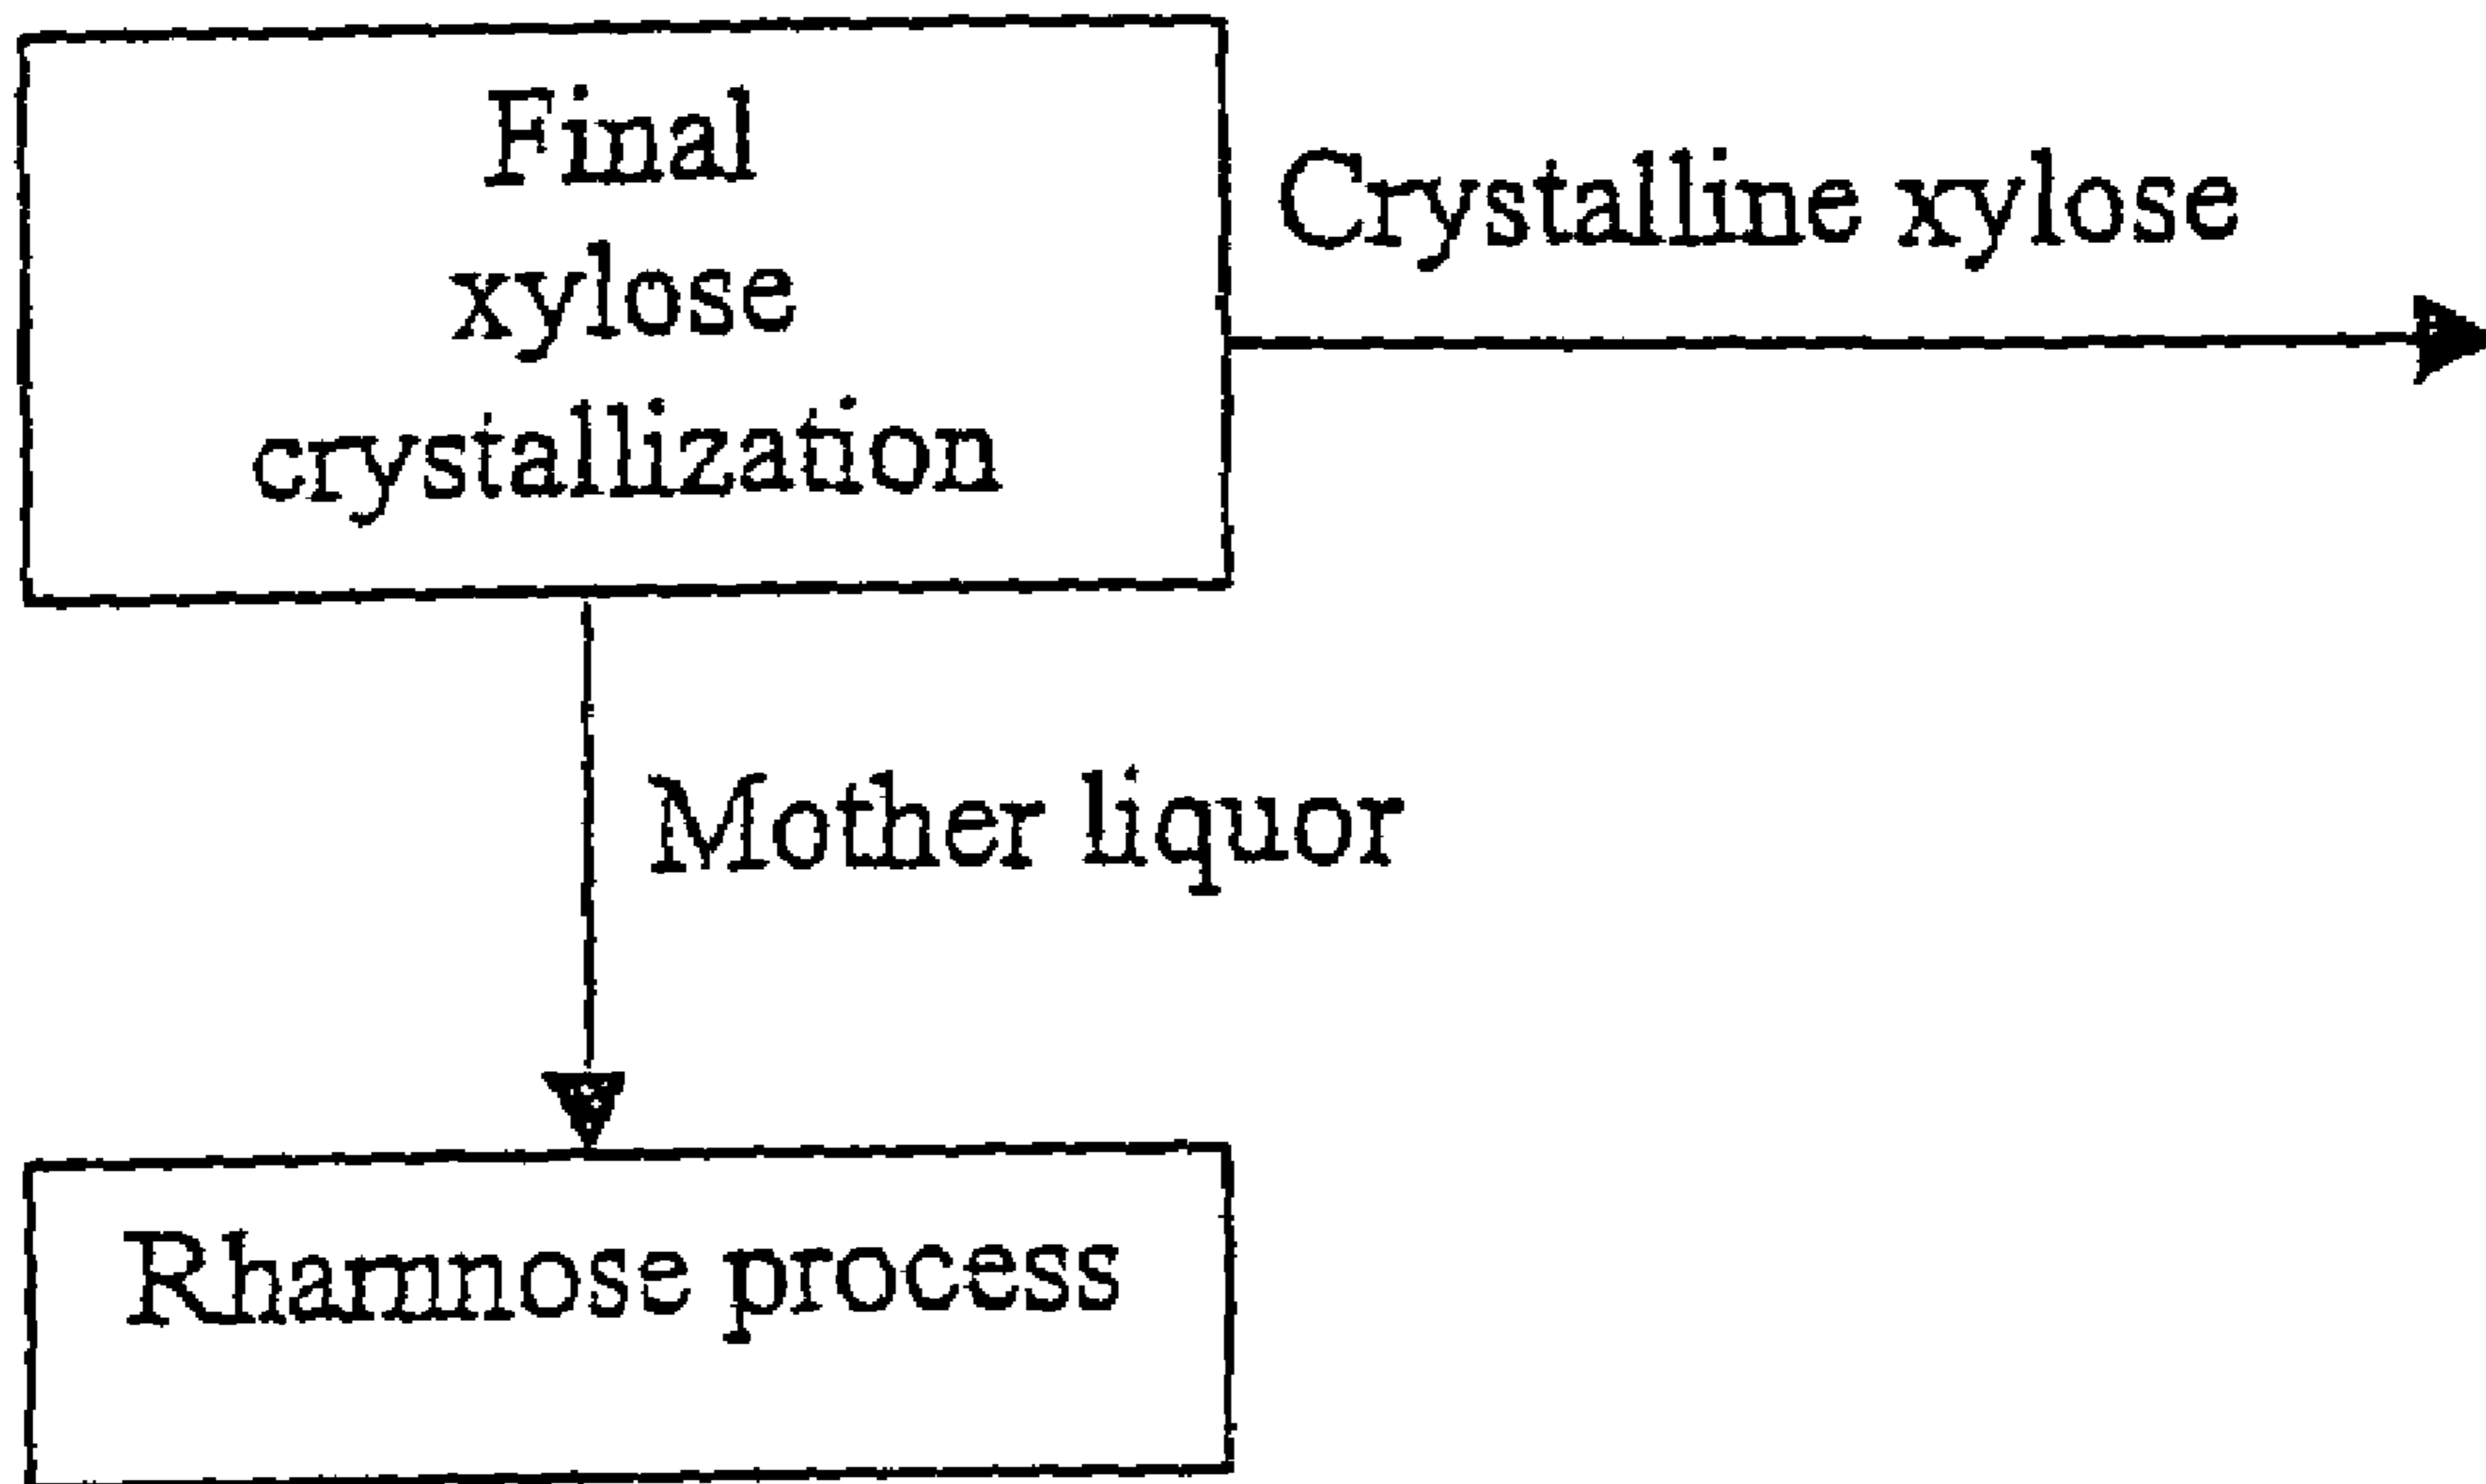 Final
xylose
crystallization
Crystalline xylose
Mother liquor
Rhamnose process